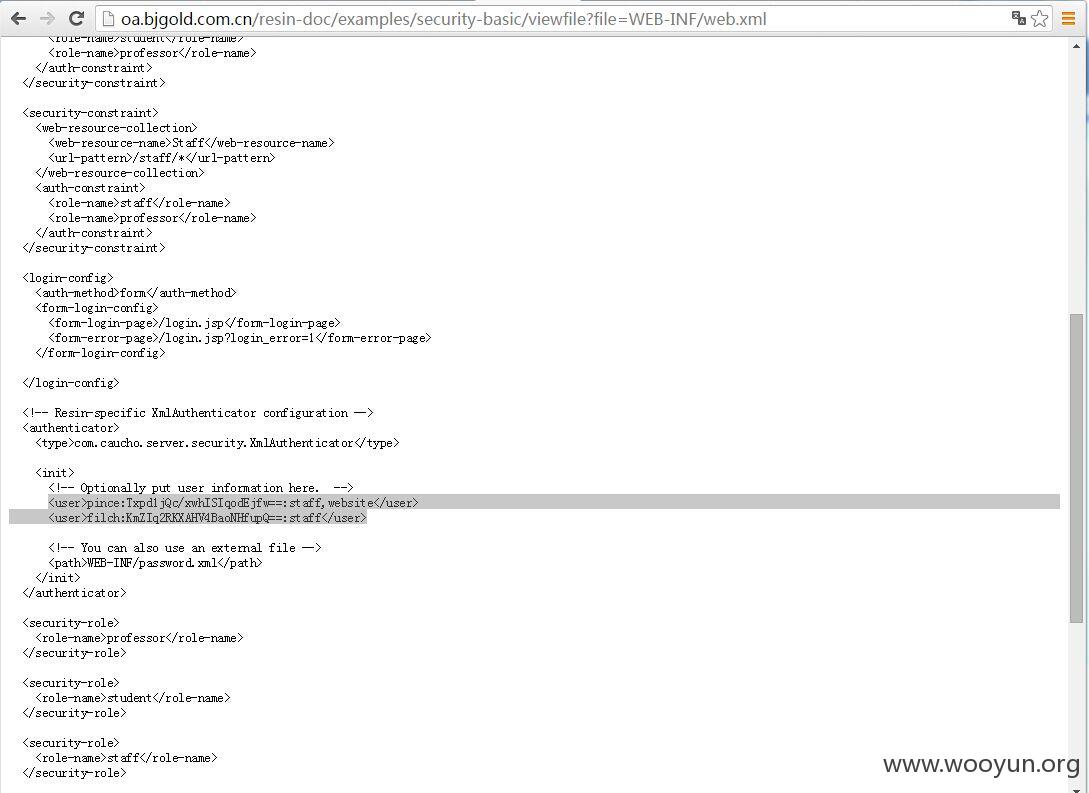 oa.bjgold.com.cn/resin-doc/examples/security-basic/viewfile?file=WEB-INF/web.xml
<role-name>student</role-name>
<role-name>professor</role-name>
</auth-constraint>
</security-constraint>
<security-constraint>
<web-resource-collection>
<web-resource-name>Staff</web-resource-name>
<url-pattern>/staff/*</url-pattern>
</web-resource-collection>
<auth-constraint>
<role-name>staff</role-name>
<role-name>professor</role-name>
</auth-constraint>
</security-constraint>
<login-config>
<auth-method>form</auth-method>
<form-login-config>
<form-login-page>/login.jsp</form-login-page>
<form-error-page>/login.jsp?login_error=1</form-error-page>
</form-login-config>
</login-config>
<!-- Resin-specific XmlAuthenticator configuration -->
<authenticator>
<type>com.caucho.server.security.XmlAuthenticator</type>
<init>
<!-- Optionally put user information here.  -->
<user>pince:Txpd1jQc/xwhISIqodEjfw==:staff,website</user>
<user>filch:KmZIq2RKXAHV4BaoNHfupQ==:staff</user>
<!-- You can also use an external file -->
<path>WEB-INF/password.xml</path>
</init>
</authenticator>
<security-role>
<role-name>professor</role-name>
</security-role>
<security-role>
<role-name>student</role-name>
</security-role>
<security-role>
<role-name>staff</role-name>
</security-role>
www.wooyun.org